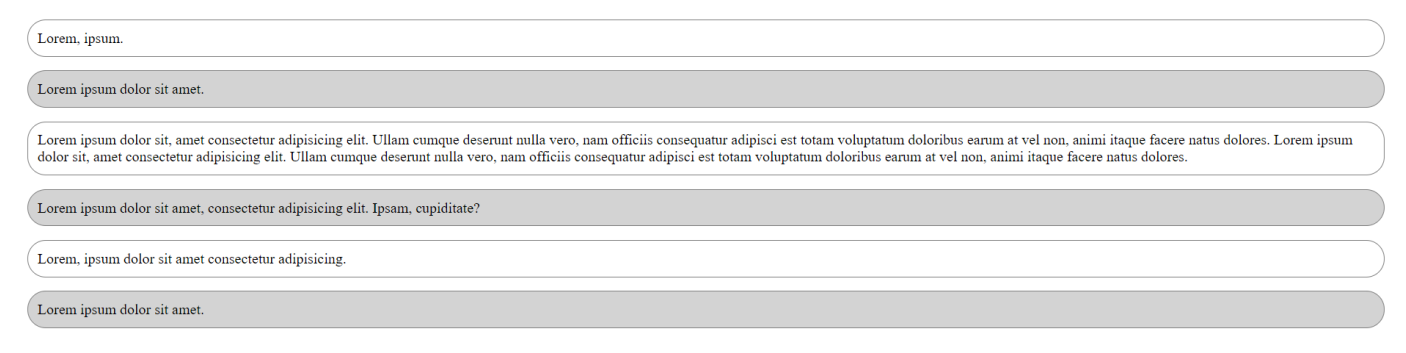 Lorem, ipsum.
Lorem ipsum dolor sit amet.
Lorem ipsum dolor sit, amet consectetur adipisicing elit. Ullam cumque deserunt nulla vero, nam officiis consequatur adipisci est totam voluptatum doloribus earum at vel non, animi itaque facere natus dolores. Lorem ipsum
dolor sit, amet consectetur adipisicing elit. Ullam cumque deserunt nulla vero, nam officiis consequatur adipisci est totam voluptatum doloribus earum at vel non, animi itaque facere natus dolores.
Lorem ipsum dolor sit amet, consectetur adipisicing elit. Ipsam, cupiditate?
Lorem, ipsum dolor sit amet consectetur adipisicing.
Lorem ipsum dolor sit amet.